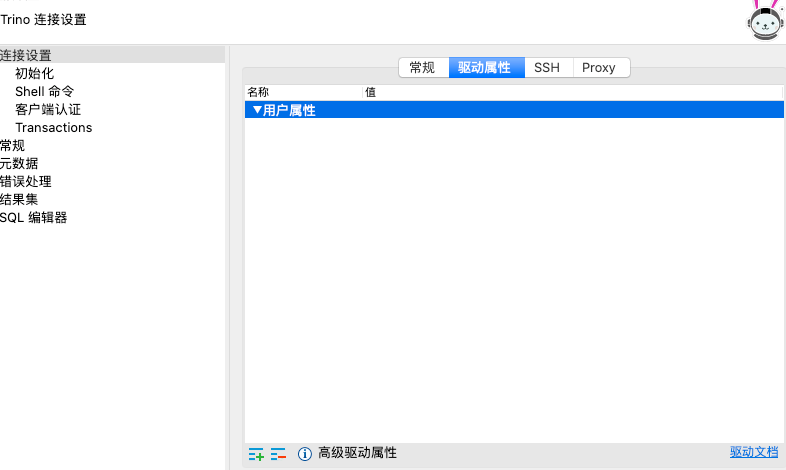 Trino 连接设置
连接设置
初始化
Shell 命令
客户端认证
Transactions
常规
元数据
错误处理
结果集
SQL 编辑器
常规 驱动属性 SSH Proxy
名称 值
用户属性
高级驱动属性
驱动文档